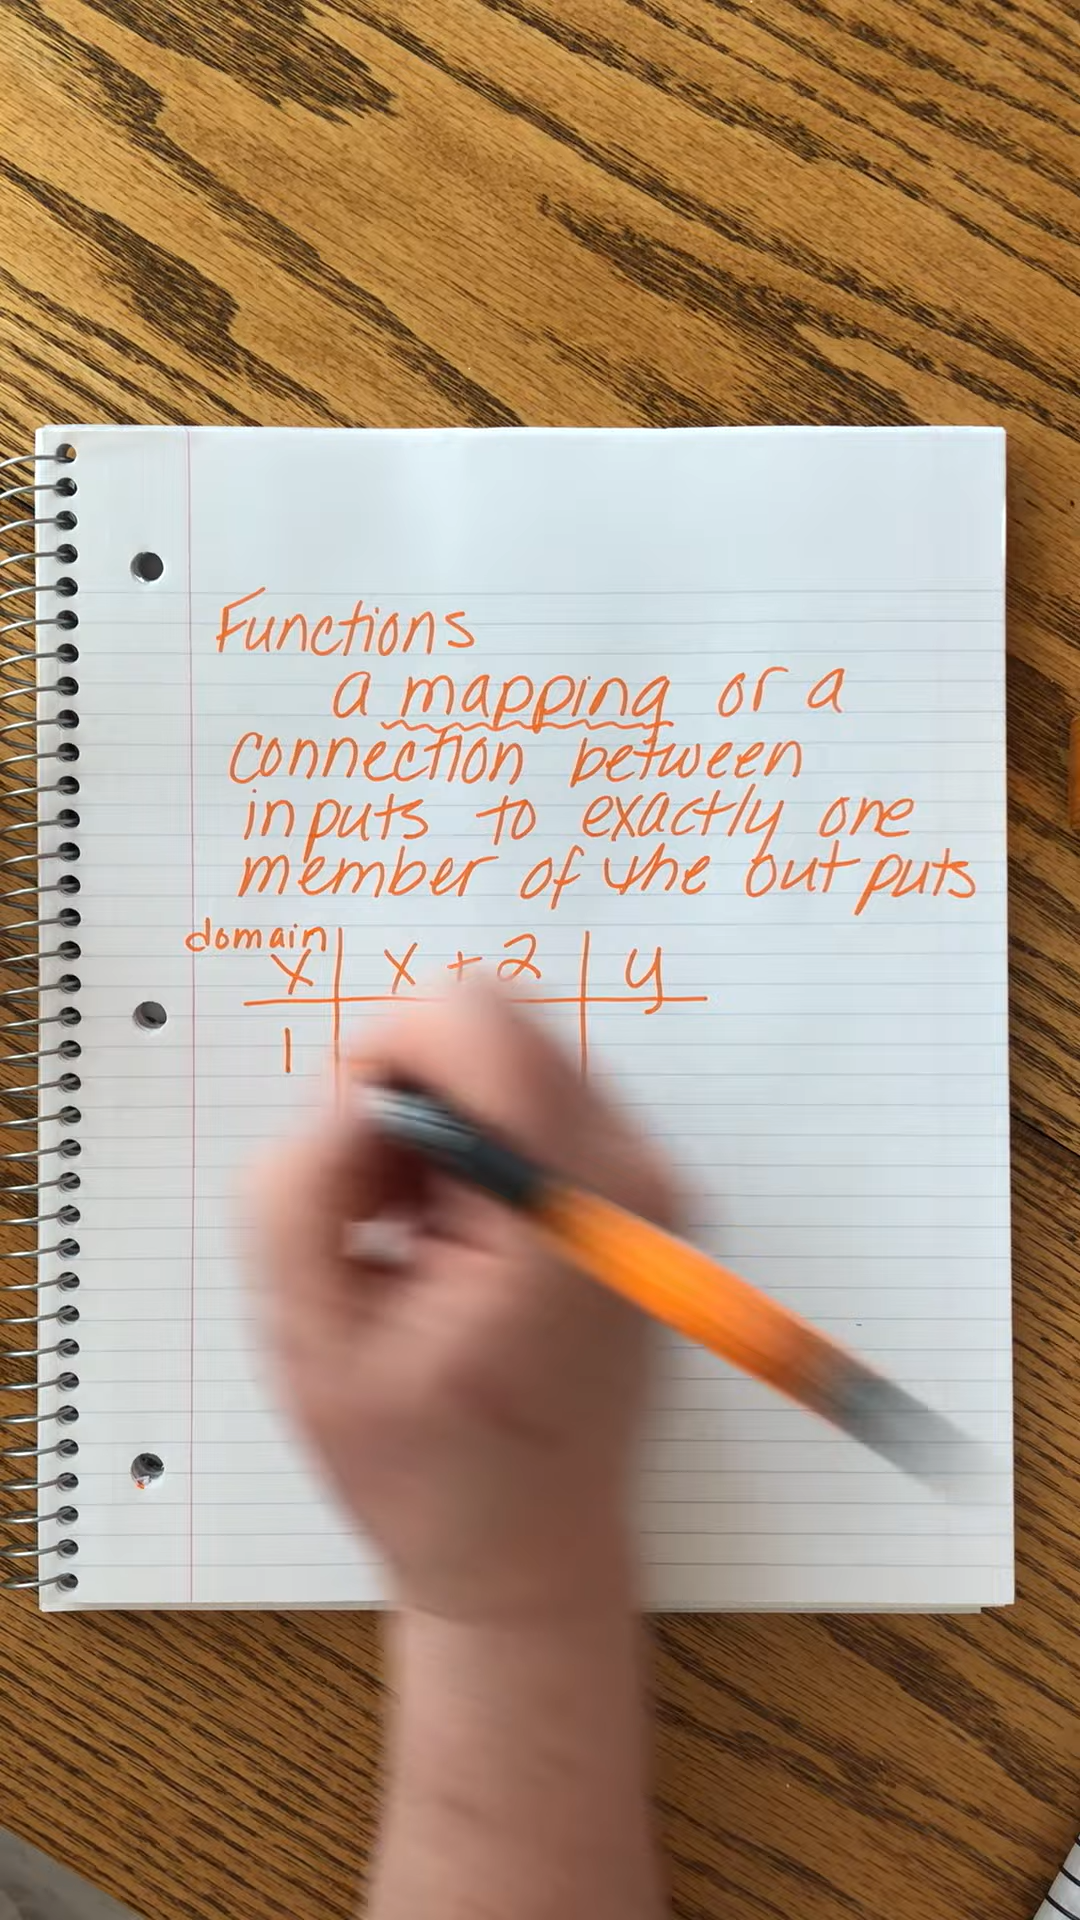 Functions
a mapping or a
connection between
inputs to exactly one
member of the outputs
domain
x x + 2 y
1